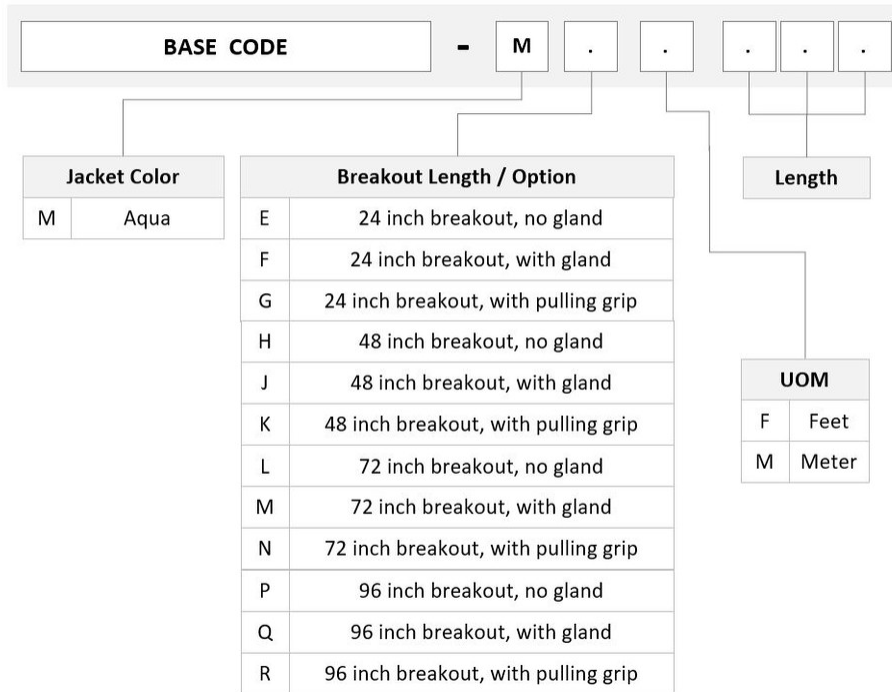 BASE CODE - M . . . . .
Jacket Color
M Aqua
Breakout Length / Option
E 24 inch breakout, no gland
F 24 inch breakout, with gland
G 24 inch breakout, with pulling grip
H 48 inch breakout, no gland
J 48 inch breakout, with gland
K 48 inch breakout, with pulling grip
L 72 inch breakout, no gland
M 72 inch breakout, with gland
N 72 inch breakout, with pulling grip
P 96 inch breakout, no gland
Q 96 inch breakout, with gland
R 96 inch breakout, with pulling grip
Length
UOM
F Feet
M Meter